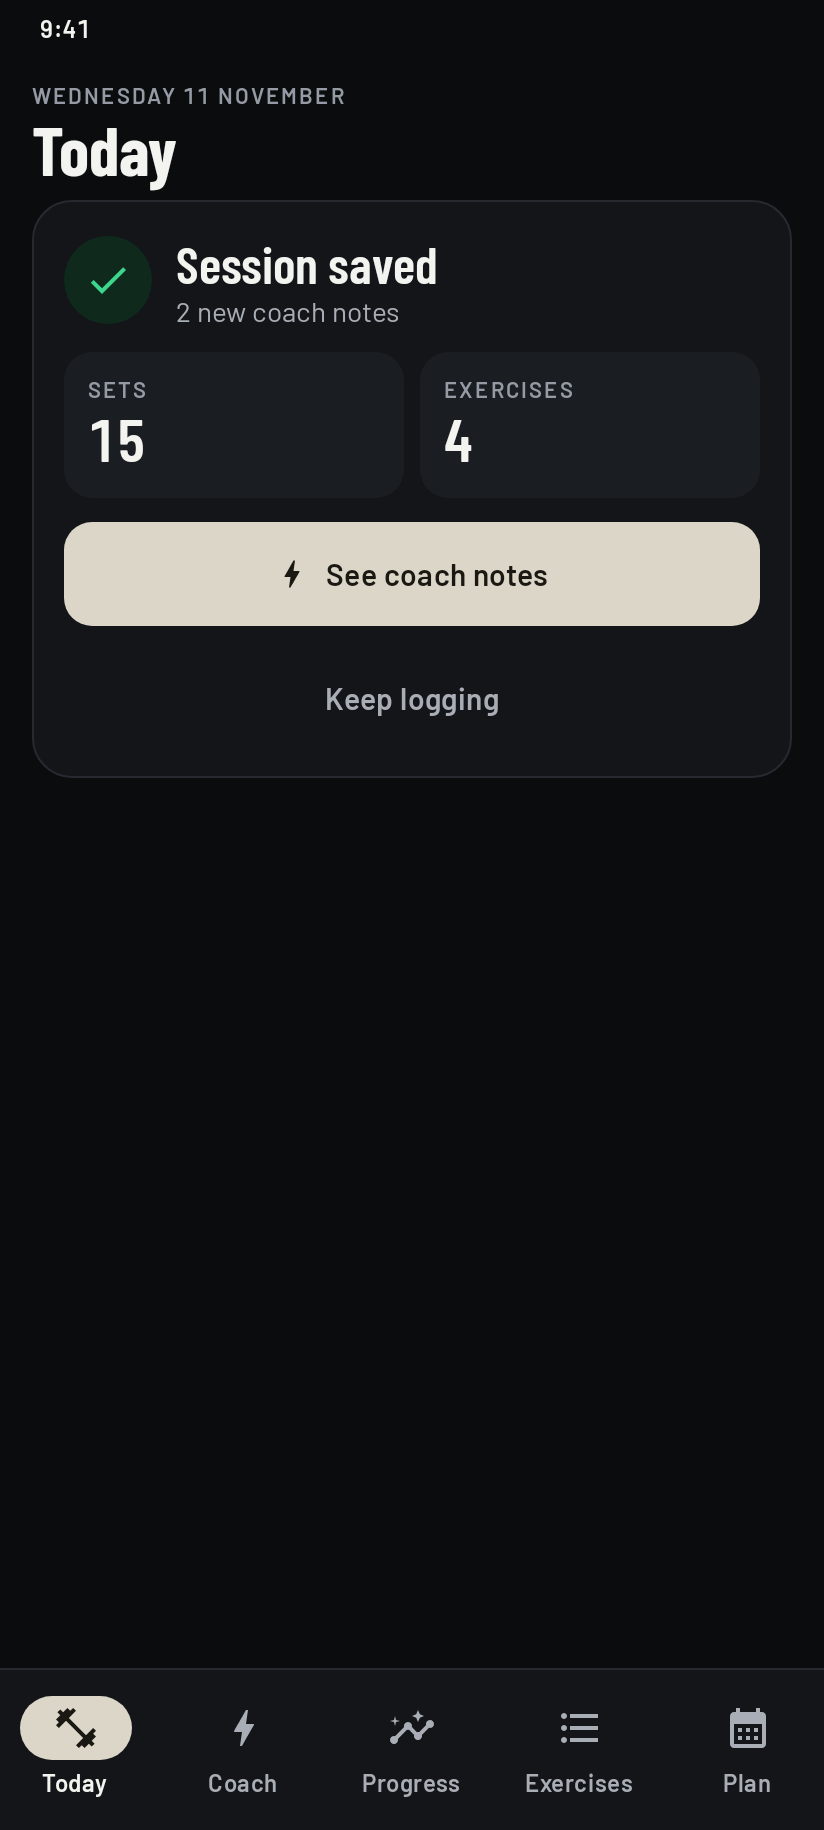 9:41
WEDNESDAY 11 NOVEMBER
Today
Session saved
2 new coach notes
SETS
15
EXERCISES
4
See coach notes
Keep logging
Today
Coach
Progress
Exercises
Plan